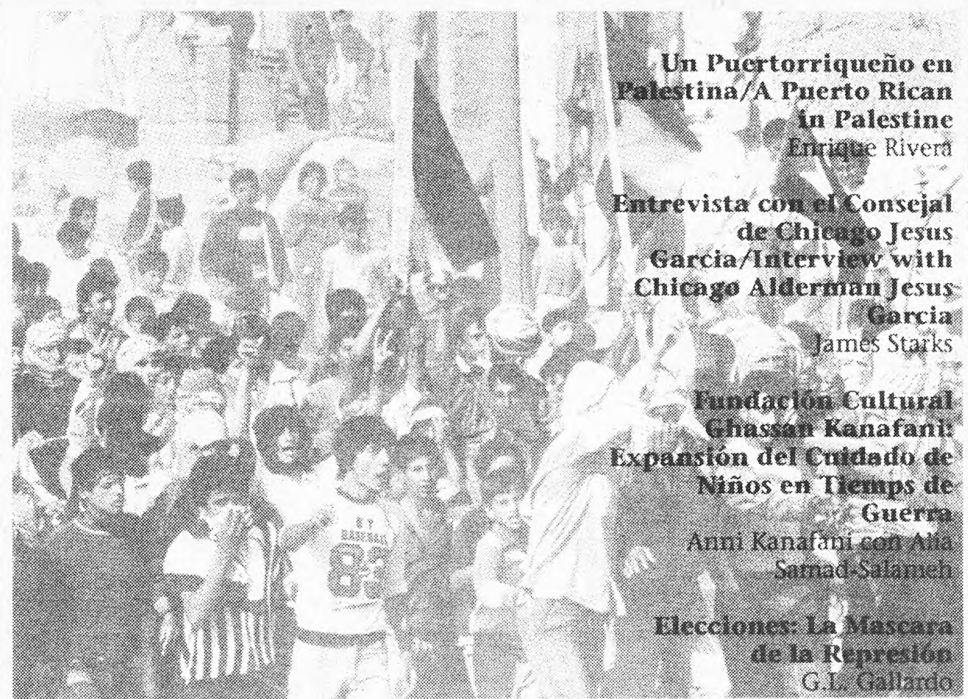 Un Puertorriqueño en
Palestina/A Puerto Rican
in Palestine
Enrique Rivera
Entrevista con el Consejal
de Chicago Jesus
Garcia/Interview with
Chicago Alderman Jesus
Garcia
James Starks
Fundación Cultural
Ghassan Kanafani:
Expansión del Cuidado de
Niños en Tiemps de
Guerra
Anni Kanafani con Alia
Samad-Salameh
Elecciones: La Mascara
de la Represión
G.L. Gallardo
N Y
BASEBALL
83